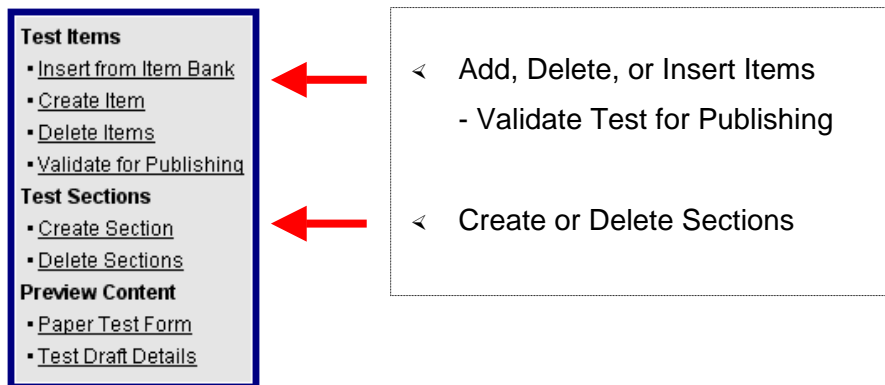 Test Items
▪ Insert from Item Bank
▪ Create Item
▪ Delete Items
▪ Validate for Publishing
Test Sections
▪ Create Section
▪ Delete Sections
Preview Content
▪ Paper Test Form
▪ Test Draft Details
Add, Delete, or Insert Items
- Validate Test for Publishing
Create or Delete Sections